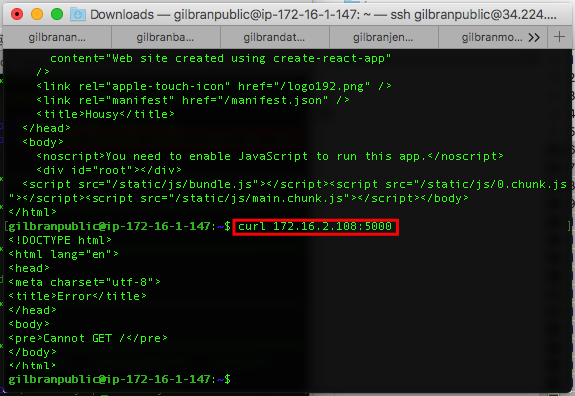 Downloads — gilbranpublic@ip-172-16-1-147: ~ — ssh gilbranpublic@34.224....
gilbranan... gilbranba... gilbrandat... gilbranjen... gilbranmo... >> +
content="Web site created using create-react-app"
/>
<link rel="apple-touch-icon" href="/logo192.png" />
<link rel="manifest" href="/manifest.json" />
<title>Housy</title>
</head>
<body>
<noscript>You need to enable JavaScript to run this app.</noscript>
<div id="root"></div>
<script src="/static/js/bundle.js"></script><script src="/static/js/0.chunk.js
"></script><script src="/static/js/main.chunk.js"></script></body>
</html>
[gilbranpublic@ip-172-16-1-147:~$ curl 172.16.2.108:5000
<!DOCTYPE html>
<html lang="en">
<head>
<meta charset="utf-8">
<title>Error</title>
</head>
<body>
<pre>Cannot GET /</pre>
</body>
</html>
gilbranpublic@ip-172-16-1-147:~$